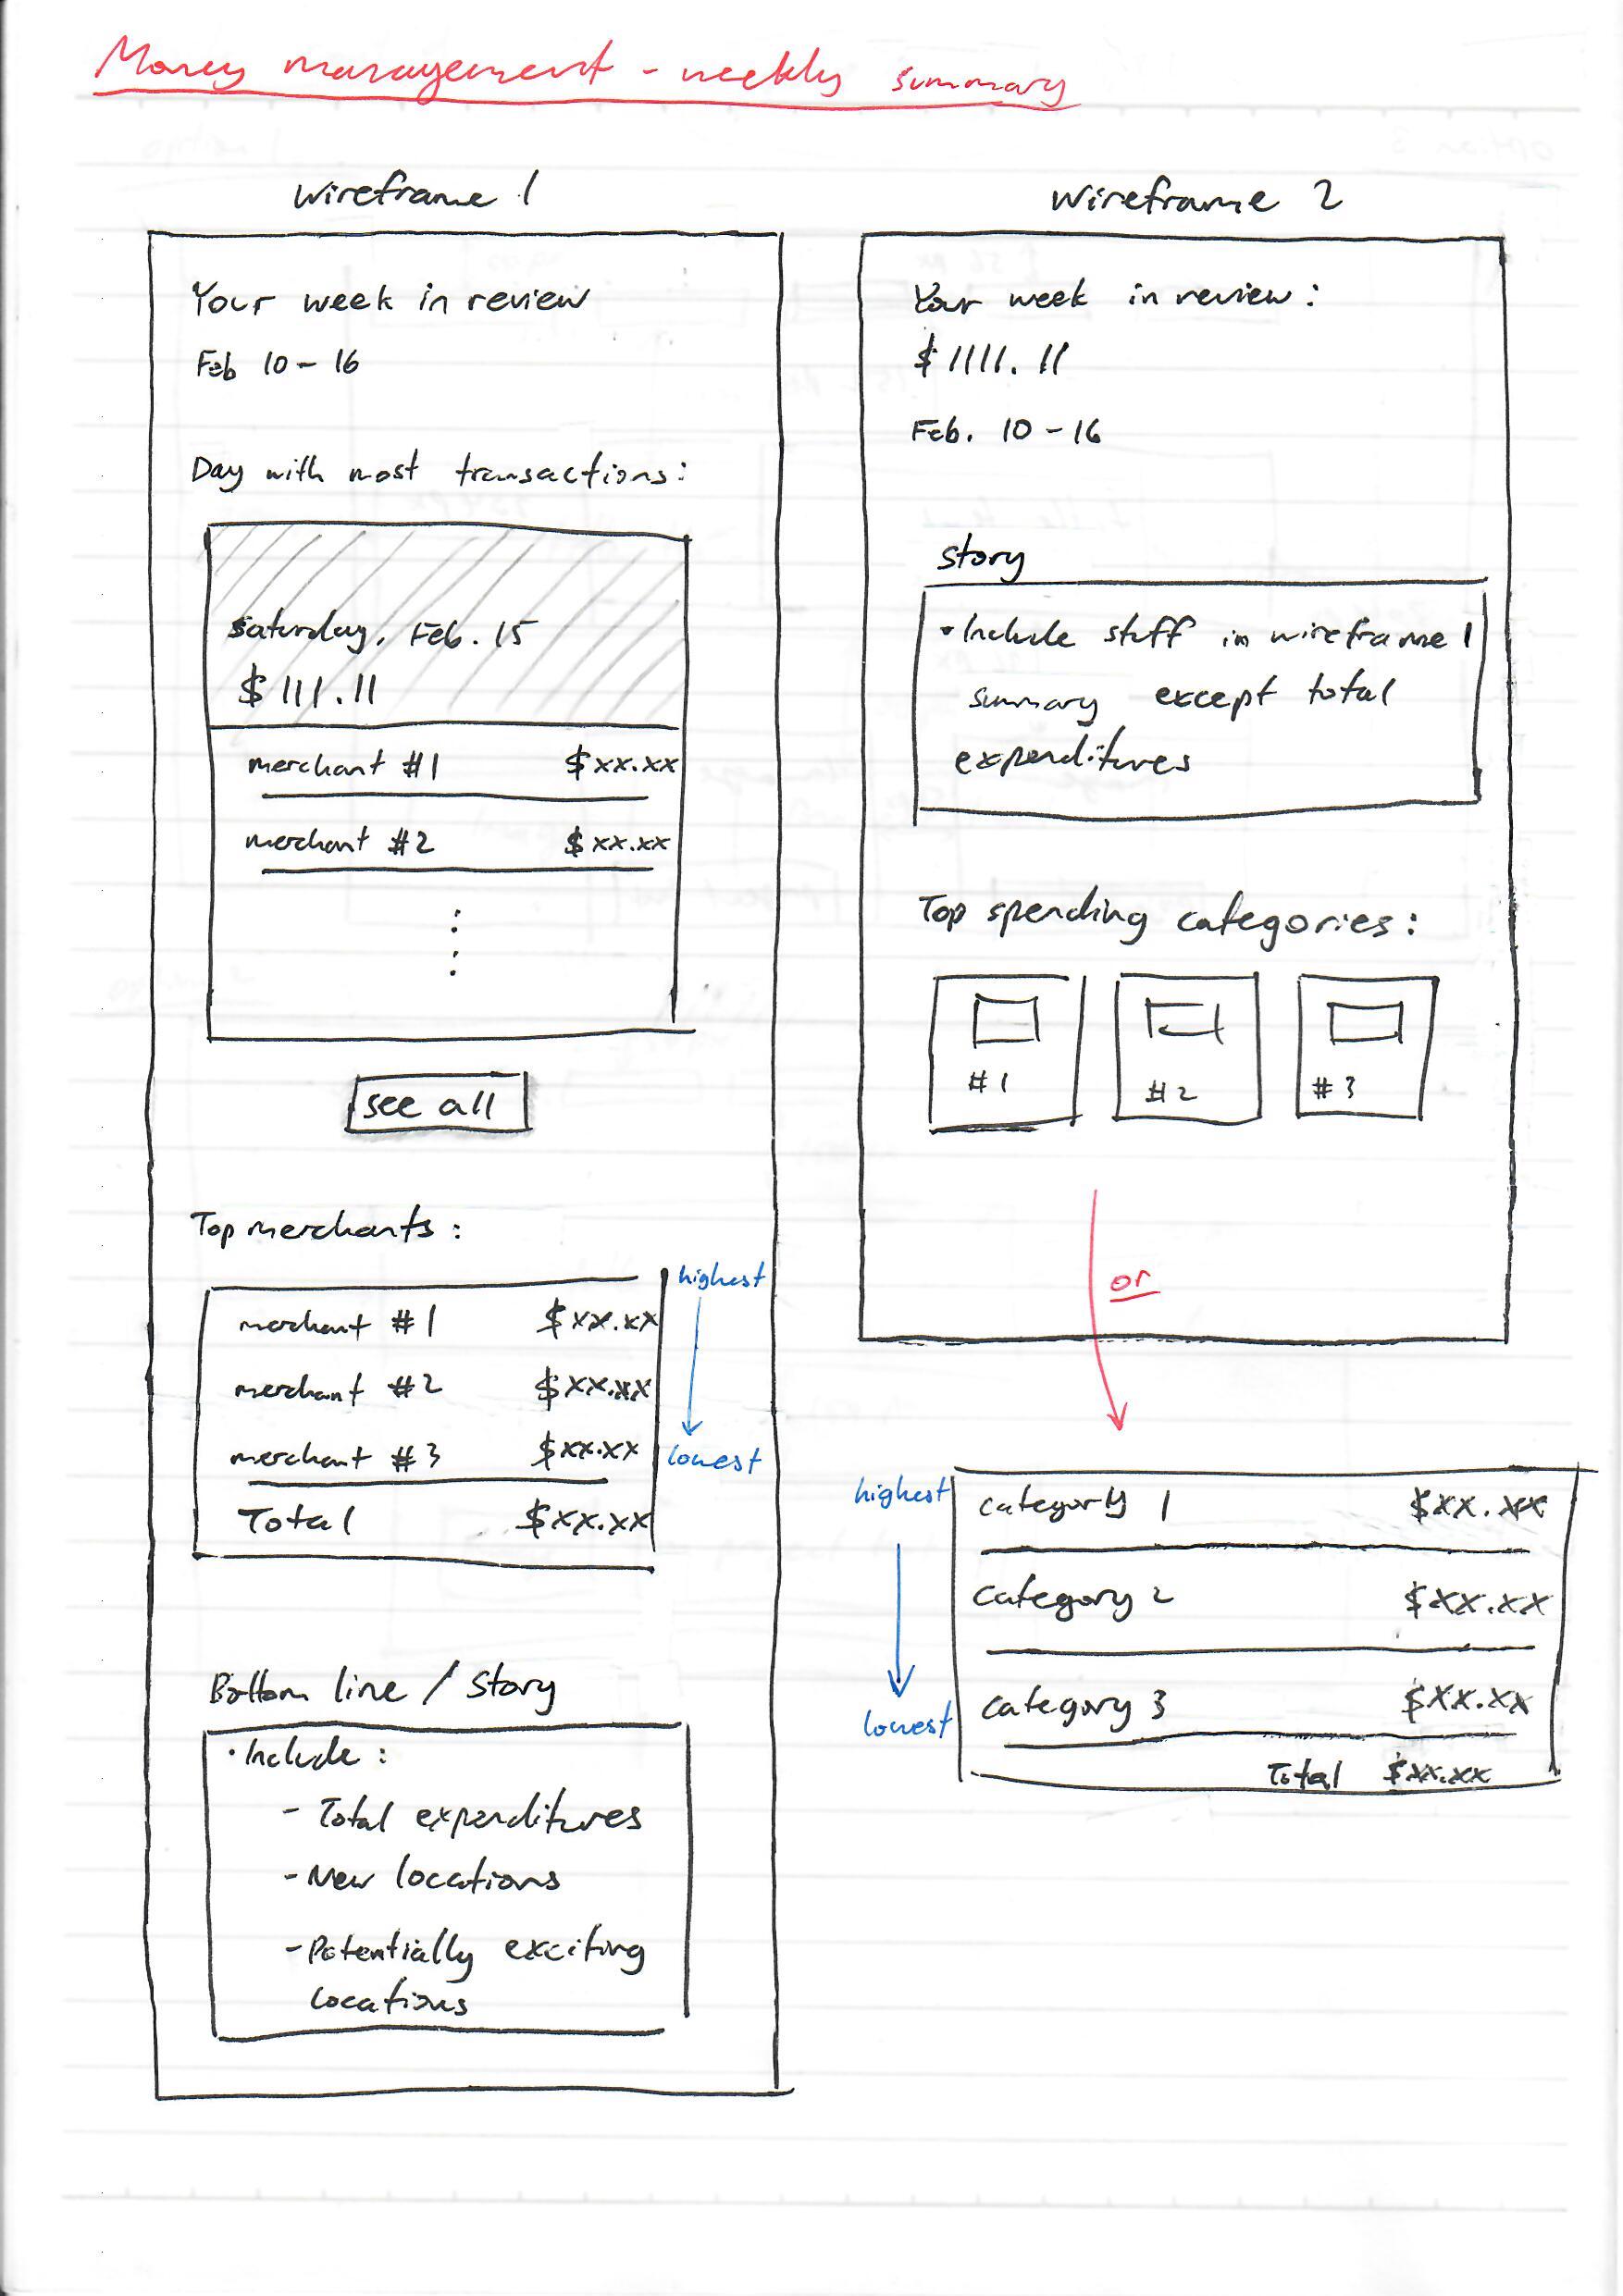 Money management - weekly summary
Wireframe 1
Your week in review
Feb 10 - 16
Day with most transactions:
Saturday, Feb. 15
$ 111.11
merchant #1 $xx.xx
merchant #2 $xx.xx
see all
Top merchants:
merchant #1 $xx.xx
merchant #2 $xx.xx
merchant #3 $xx.xx
Total $xx.xx
highest
lowest
Bottom line / Story
• Include:
- Total expenditures
- New locations
- Potentially exciting
locations
Wireframe 2
Your week in review:
$ 1111.11
Feb. 10 - 16
Story
• Include stuff in wireframe 1
summary except total
expenditures
Top spending categories:
#1 #2 #3
or
highest
lowest
category 1 $xx.xx
category 2 $xx.xx
category 3 $xx.xx
Total $xx.xx